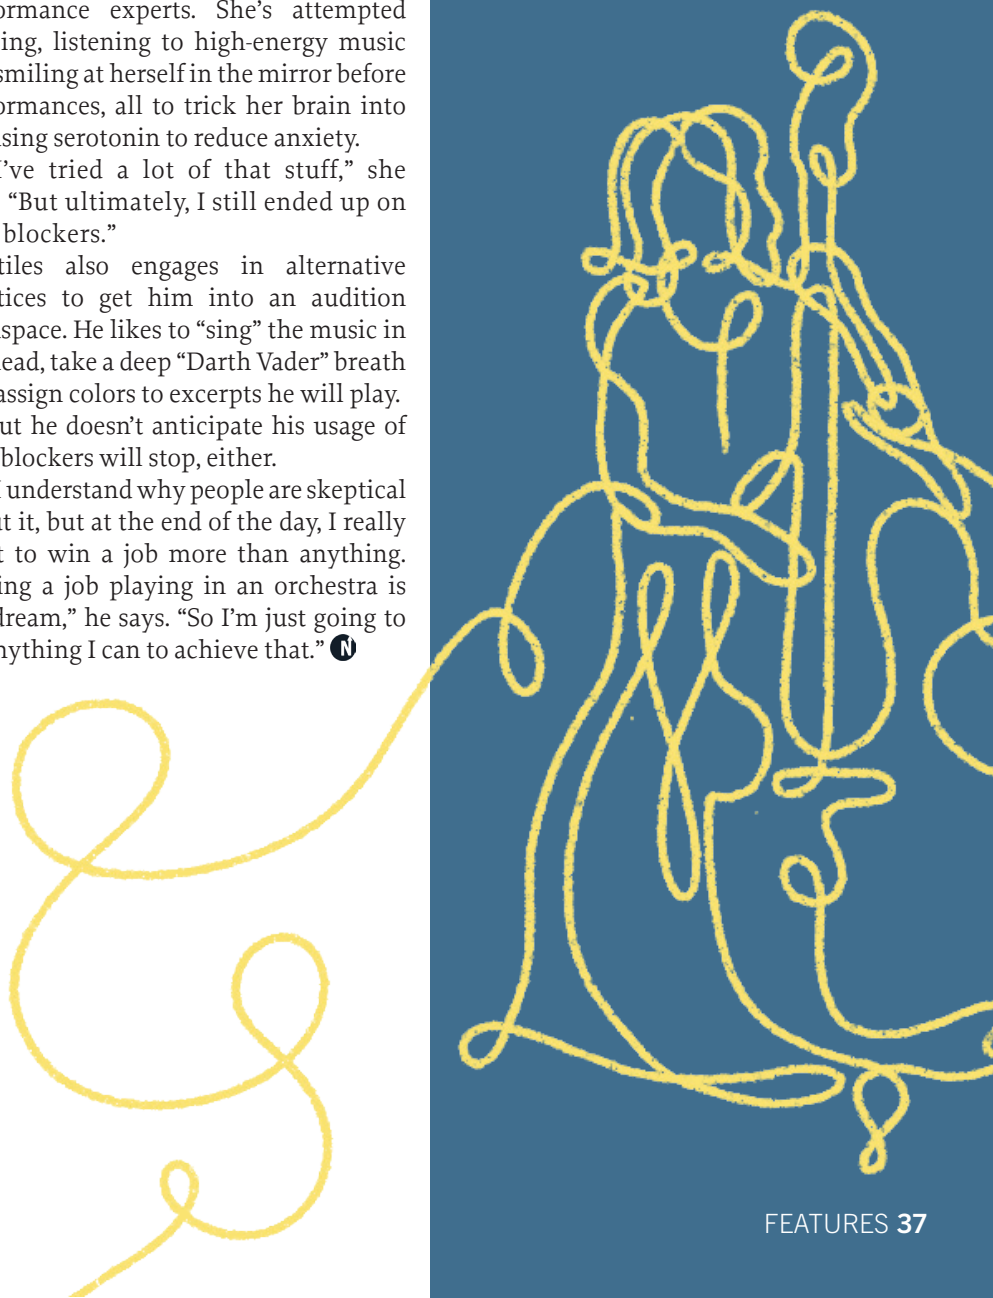 ormance experts. She’s attempted
ing, listening to high-energy music
smiling at herself in the mirror before
ormances, all to trick her brain into
sing serotonin to reduce anxiety.
I’ve tried a lot of that stuff,” she
“But ultimately, I still ended up on
blockers.”
tiles also engages in alternative
tices to get him into an audition
dspace. He likes to “sing” the music in
ead, take a deep “Darth Vader” breath
assign colors to excerpts he will play.
ut he doesn’t anticipate his usage of
blockers will stop, either.
I understand why people are skeptical
ut it, but at the end of the day, I really
t to win a job more than anything.
ing a job playing in an orchestra is
dream,” he says. “So I’m just going to
nything I can to achieve that.” N
FEATURES 37